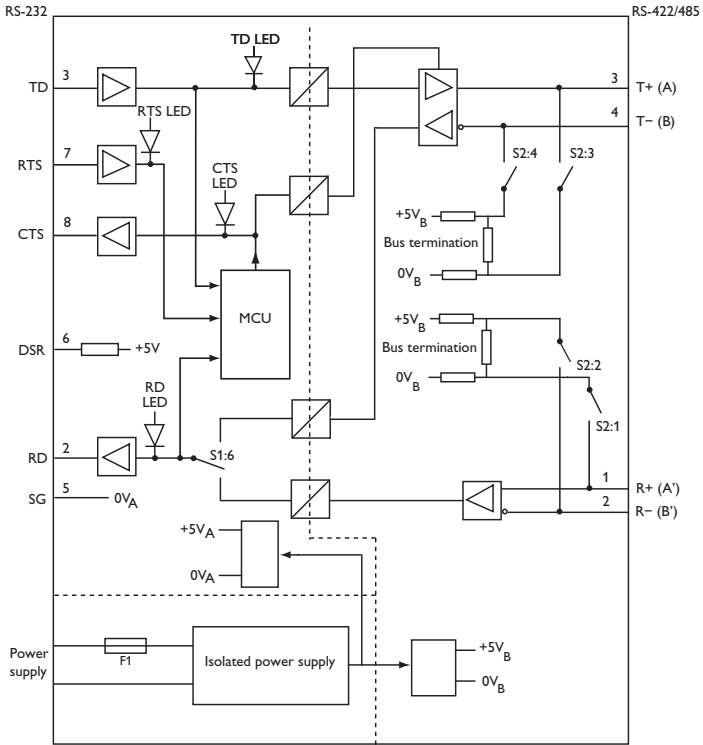 RS-232
RS-422/485
TD LED
TD
3
3
T+ (A)
RTS LED
4
T− (B)
RTS
7
S2:4
S2:3
CTS
LED
CTS
8
+5VB
Bus termination
0VB
MCU
+5VB
DSR
6
+5V
Bus termination
S2:2
0VB
RD
LED
S2:1
RD
2
S1:6
1
R+ (A')
SG
5
0VA
2
R− (B')
+5VA
0VA
Power
supply
F1
Isolated power supply
+5VB
0VB